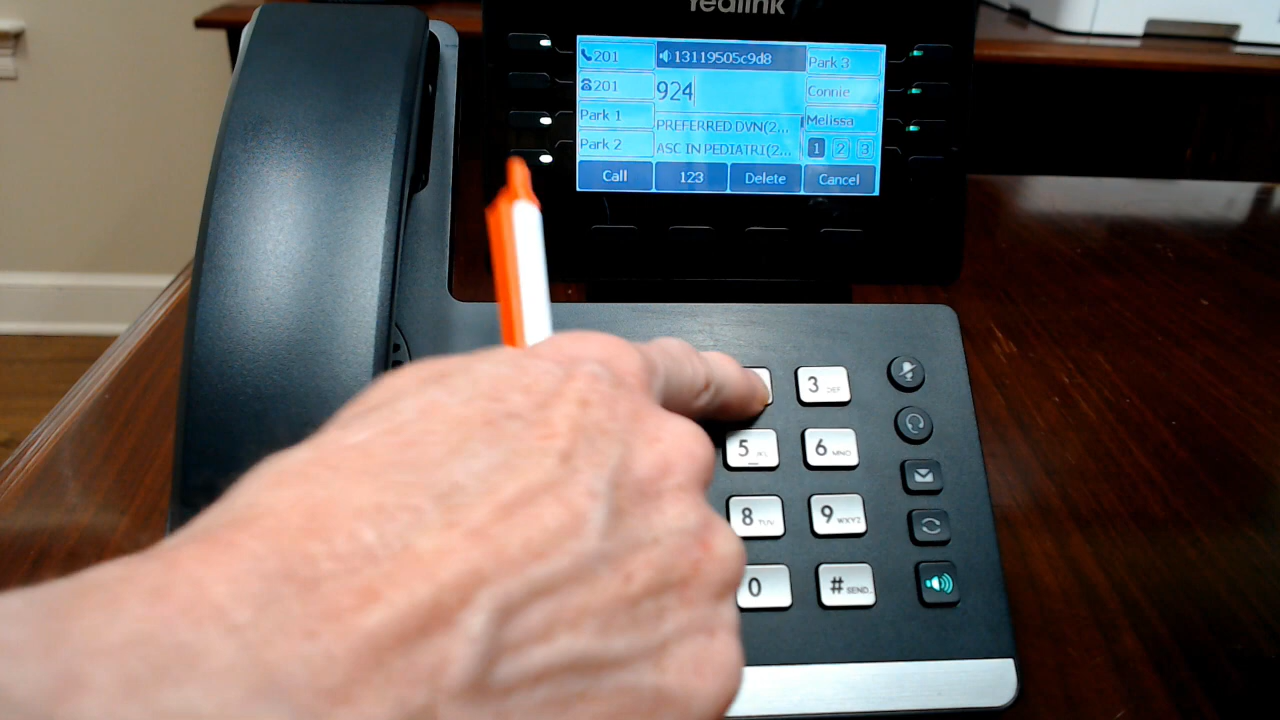 Yealink
201
13119505c9d8
Park 3
201
924
Connie
Park 1
PREFERRED DVN(2...
Melissa
Park 2
ASC IN PEDIATRI(2...
1 2 3
Call
123
Delete
Cancel
3 DEF
5 JKL
6 MNO
8 TUV
9 WXYZ
0
# SEND